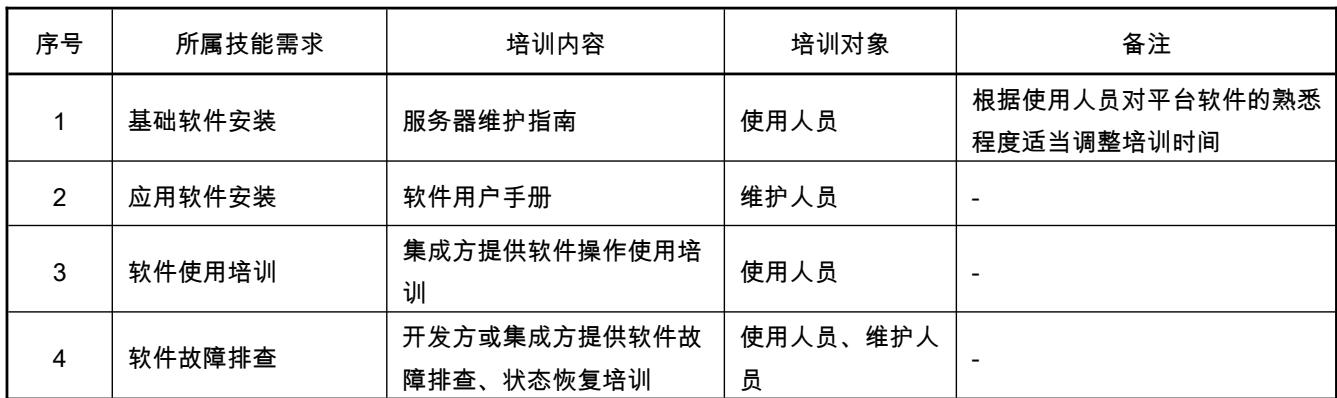 序号 所属技能需求 培训内容 培训对象 备注
1 基础软件安装 服务器维护指南 使用人员 根据使用人员对平台软件的熟悉
程度适当调整培训时间
2 应用软件安装 软件用户手册 维护人员 -
3 软件使用培训 集成方提供软件操作使用培
训 使用人员 -
4 软件故障排查 开发方或集成方提供软件故
障排查、状态恢复培训 使用人员、维护人
员 -